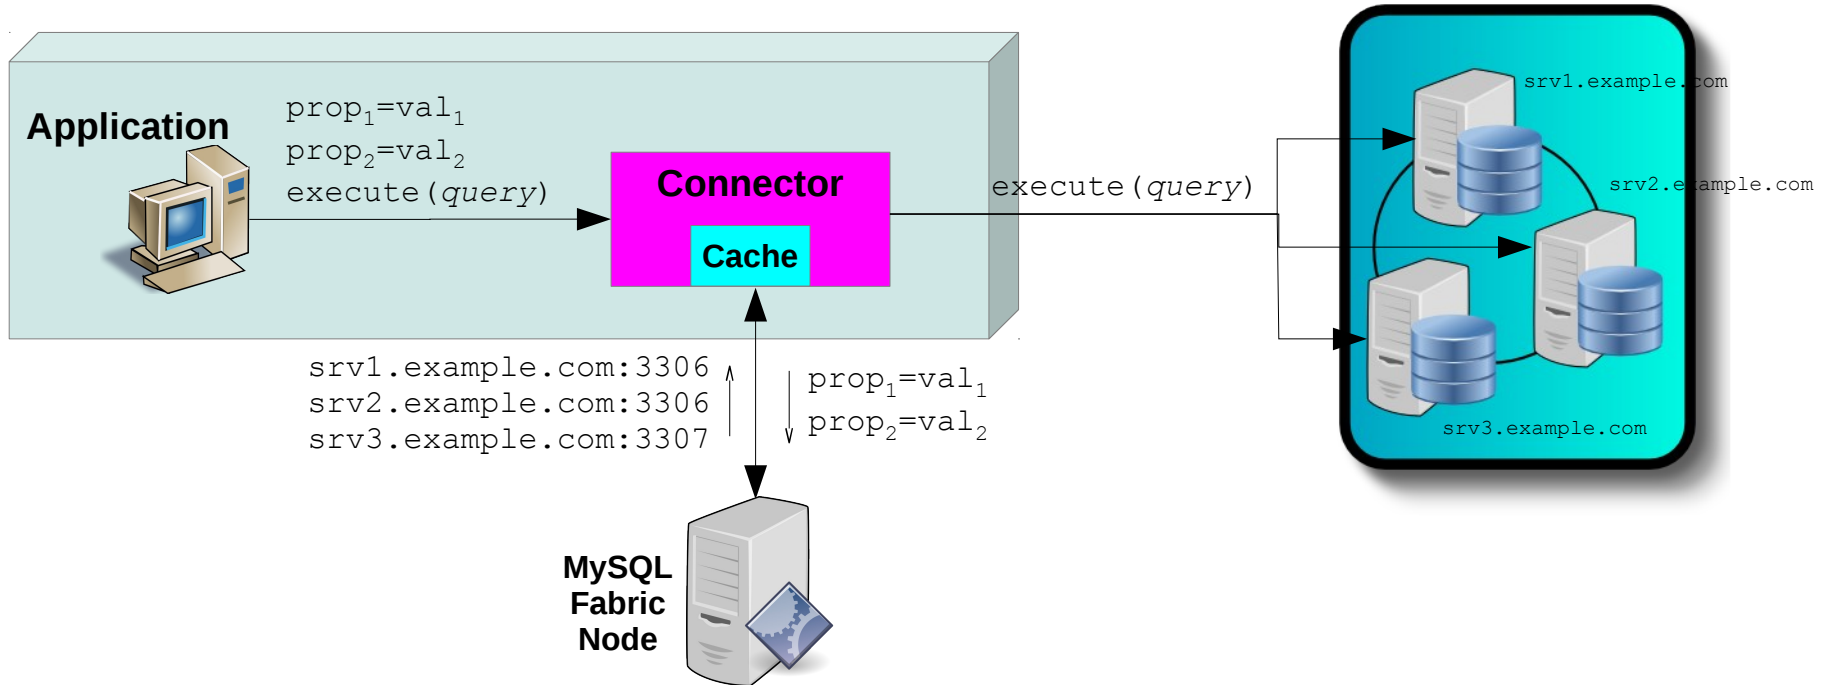 Application
prop1=val1
prop2=val2
execute(query)
Connector
Cache
execute(query)
srv1.example.com
srv2.example.com
srv3.example.com
srv1.example.com:3306
srv2.example.com:3306
srv3.example.com:3307
prop1=val1
prop2=val2
MySQL
Fabric
Node